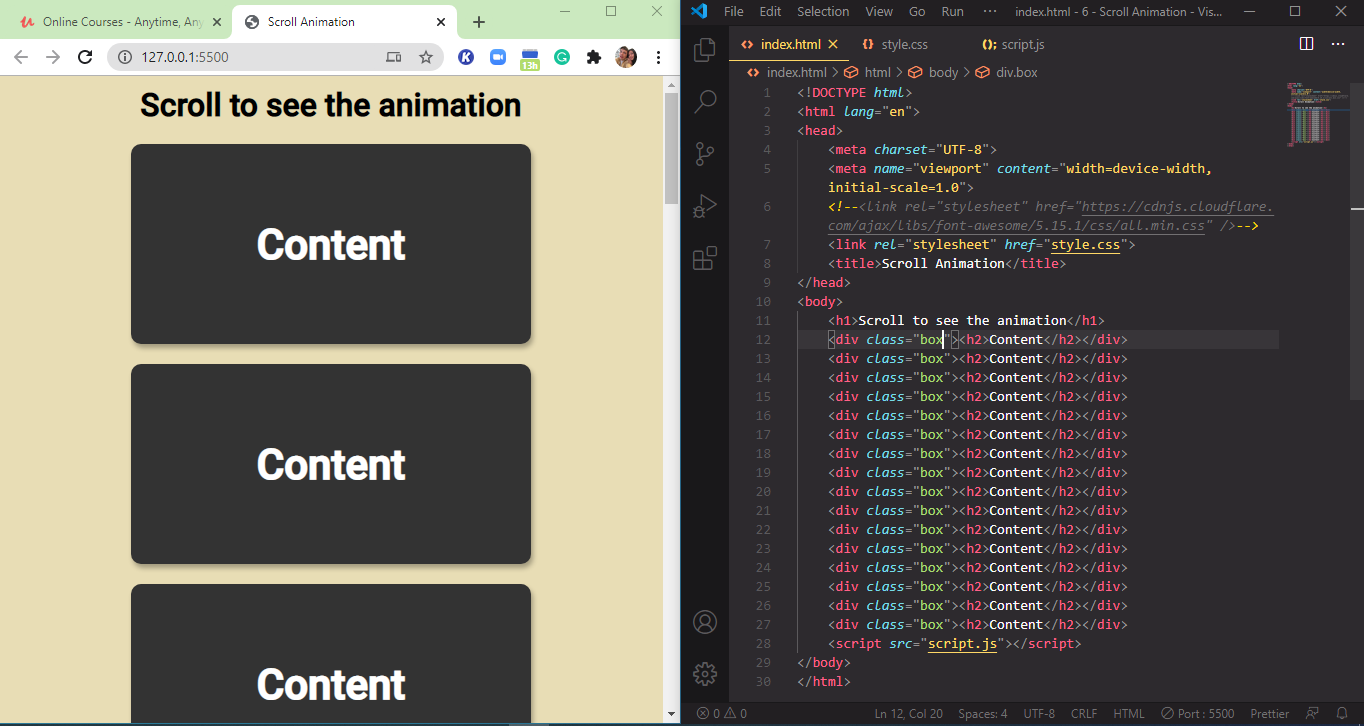 Online Courses - Anytime, Any
Scroll Animation
127.0.0.1:5500
K
13h
Scroll to see the animation
Content
Content
Content
File Edit Selection View Go Run ··· index.html - 6 - Scroll Animation - Vis...
index.html style.css script.js
index.html > html > body > div.box
1 <!DOCTYPE html>
2 <html lang="en">
3 <head>
4 <meta charset="UTF-8">
5 <meta name="viewport" content="width=device-width,
initial-scale=1.0">
6 <!--<link rel="stylesheet" href="https://cdnjs.cloudflare.
com/ajax/libs/font-awesome/5.15.1/css/all.min.css" />-->
7 <link rel="stylesheet" href="style.css">
8 <title>Scroll Animation</title>
9 </head>
10 <body>
11 <h1>Scroll to see the animation</h1>
12 <div class="box"><h2>Content</h2></div>
13 <div class="box"><h2>Content</h2></div>
14 <div class="box"><h2>Content</h2></div>
15 <div class="box"><h2>Content</h2></div>
16 <div class="box"><h2>Content</h2></div>
17 <div class="box"><h2>Content</h2></div>
18 <div class="box"><h2>Content</h2></div>
19 <div class="box"><h2>Content</h2></div>
20 <div class="box"><h2>Content</h2></div>
21 <div class="box"><h2>Content</h2></div>
22 <div class="box"><h2>Content</h2></div>
23 <div class="box"><h2>Content</h2></div>
24 <div class="box"><h2>Content</h2></div>
25 <div class="box"><h2>Content</h2></div>
26 <div class="box"><h2>Content</h2></div>
27 <div class="box"><h2>Content</h2></div>
28 <script src="script.js"></script>
29 </body>
30 </html>
0 0 Ln 12, Col 20 Spaces: 4 UTF-8 CRLF HTML Port : 5500 Prettier